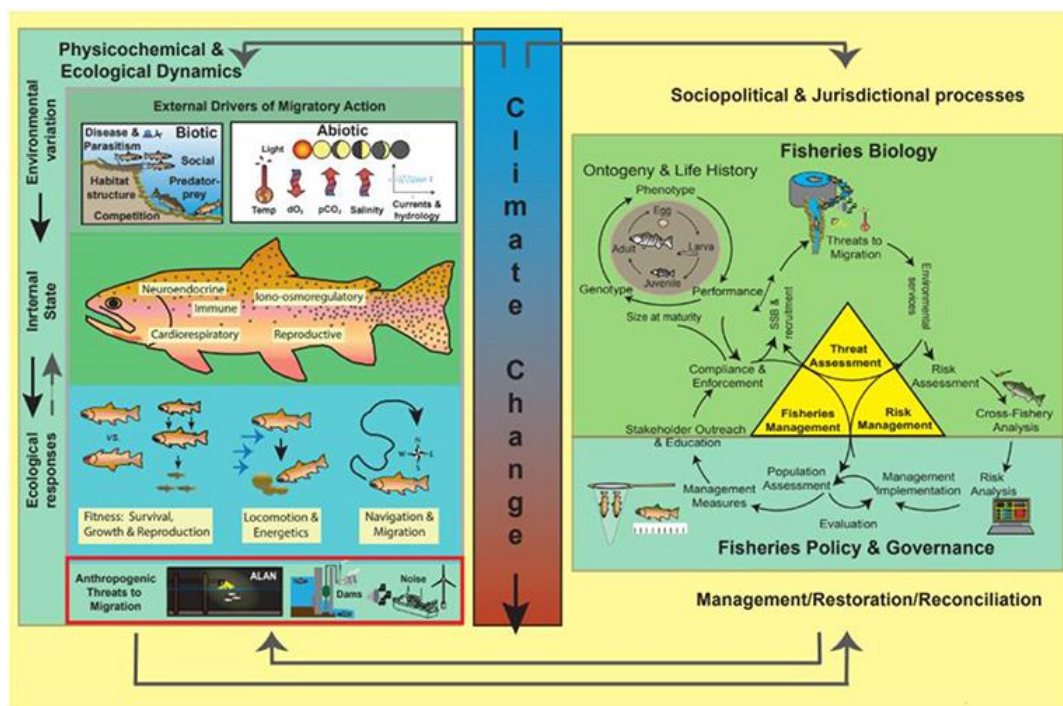 Physicochemical &
Ecological Dynamics
Environmental
variation
Inrternal
State
Ecological
responses
External Drivers of Migratory Action
Biotic
Disease &
Parasitism
Social
Habitat
structure
Predator-
prey
Competition
Abiotic
Light
Temp
dO₂
pCO₂
Salinity
Currents &
hydrology
Neuroendocrine
Immune
Iono-osmoregulatory
Cardiorespiratory
Reproductive
vs.
N
W
E
S
Fitness: Survival,
Growth & Reproduction
Locomotion &
Energetics
Navigation &
Migration
Anthropogenic
Threats to
Migration
ALAN
Dams
Noise
Climate Change
Sociopolitical & Jurisdictional processes
Fisheries Biology
Ontogeny & Life History
Phenotype
Egg
Adult
Larva
Juvenile
Genotype
Performance
Size at maturity
Threats to
Migration
SSB &
recruitment
Environmental
services
Threat
Assessment
Fisheries
Management
Risk
Management
Compliance &
Enforcement
Risk
Assessment
Cross-Fishery
Analysis
Stakeholder Outreach
& Education
Population
Assessment
Management
Implementation
Management
Measures
Risk
Analysis
Evaluation
Fisheries Policy & Governance
Management/Restoration/Reconciliation